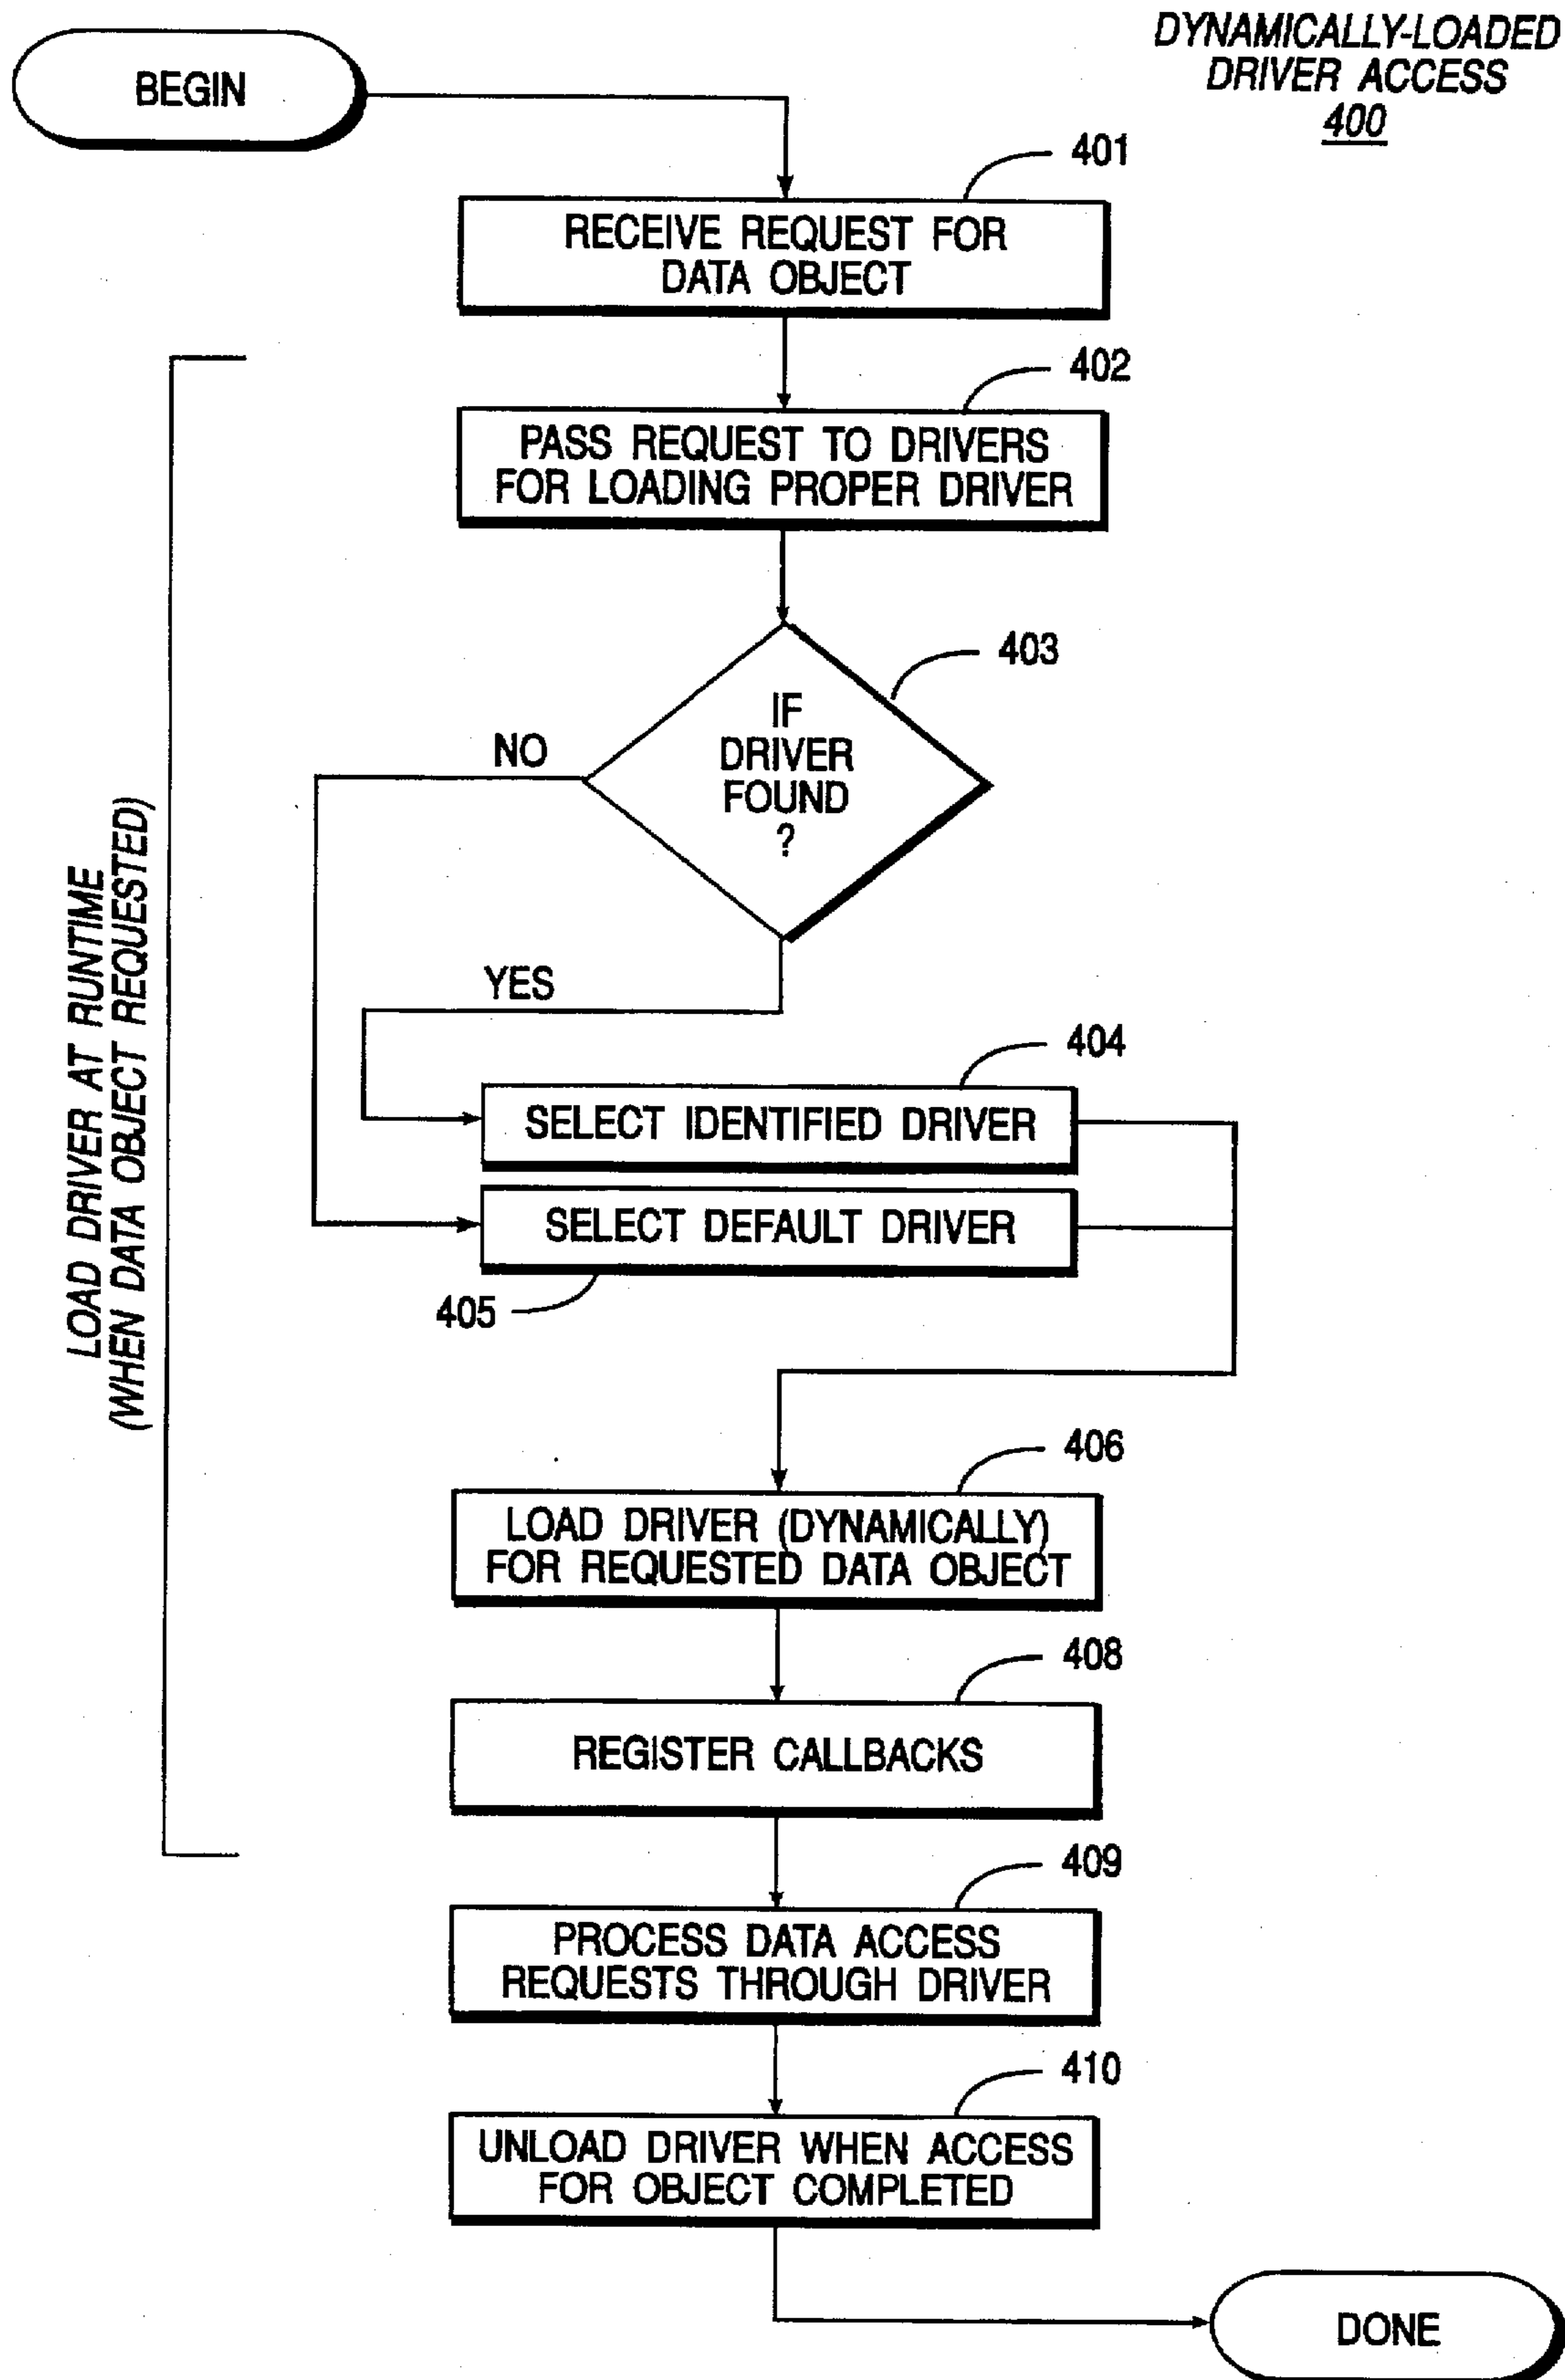 DYNAMICALLY-LOADED
DRIVER ACCESS
400
BEGIN
401
RECEIVE REQUEST FOR
DATA OBJECT
402
PASS REQUEST TO DRIVERS
FOR LOADING PROPER DRIVER
403
IF
DRIVER
FOUND
?
NO
YES
LOAD DRIVER AT RUNTIME
(WHEN DATA OBJECT REQUESTED)
404
SELECT IDENTIFIED DRIVER
SELECT DEFAULT DRIVER
405
406
LOAD DRIVER (DYNAMICALLY)
FOR REQUESTED DATA OBJECT
408
REGISTER CALLBACKS
409
PROCESS DATA ACCESS
REQUESTS THROUGH DRIVER
410
UNLOAD DRIVER WHEN ACCESS
FOR OBJECT COMPLETED
DONE